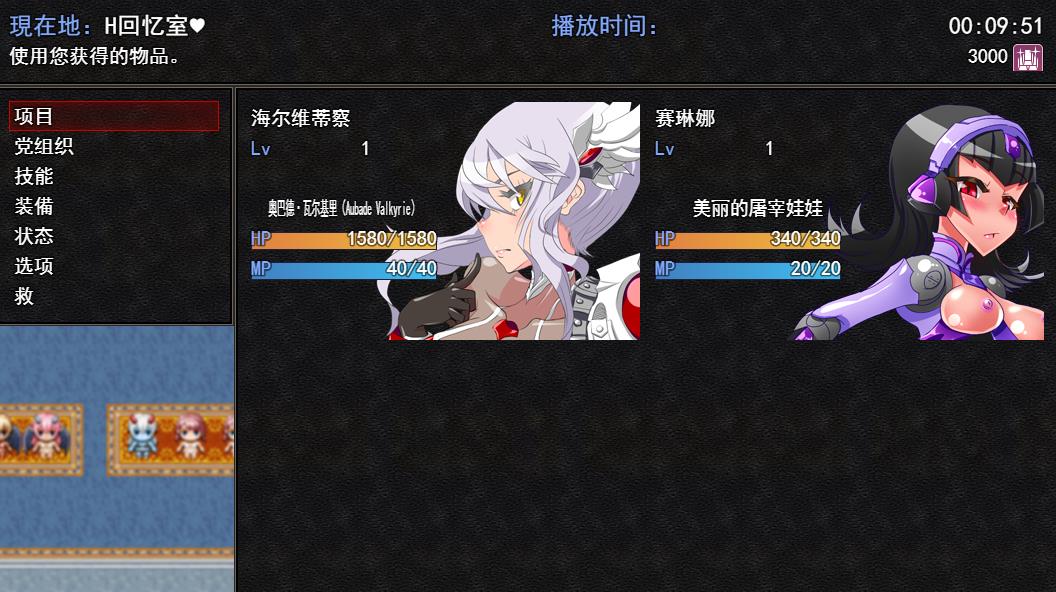 現在地: H回忆室♥
播放时间:
00:09:51
使用您获得的物品。
3000
项目
党组织
技能
装備
状态
选项
救
海尔维蒂察
Lv 1
奥巴德·瓦尔基里(Aubade Valkyrie)
HP 1580/1580
MP 40/40
赛琳娜
Lv 1
美丽的屠宰娃娃
HP 340/340
MP 20/20